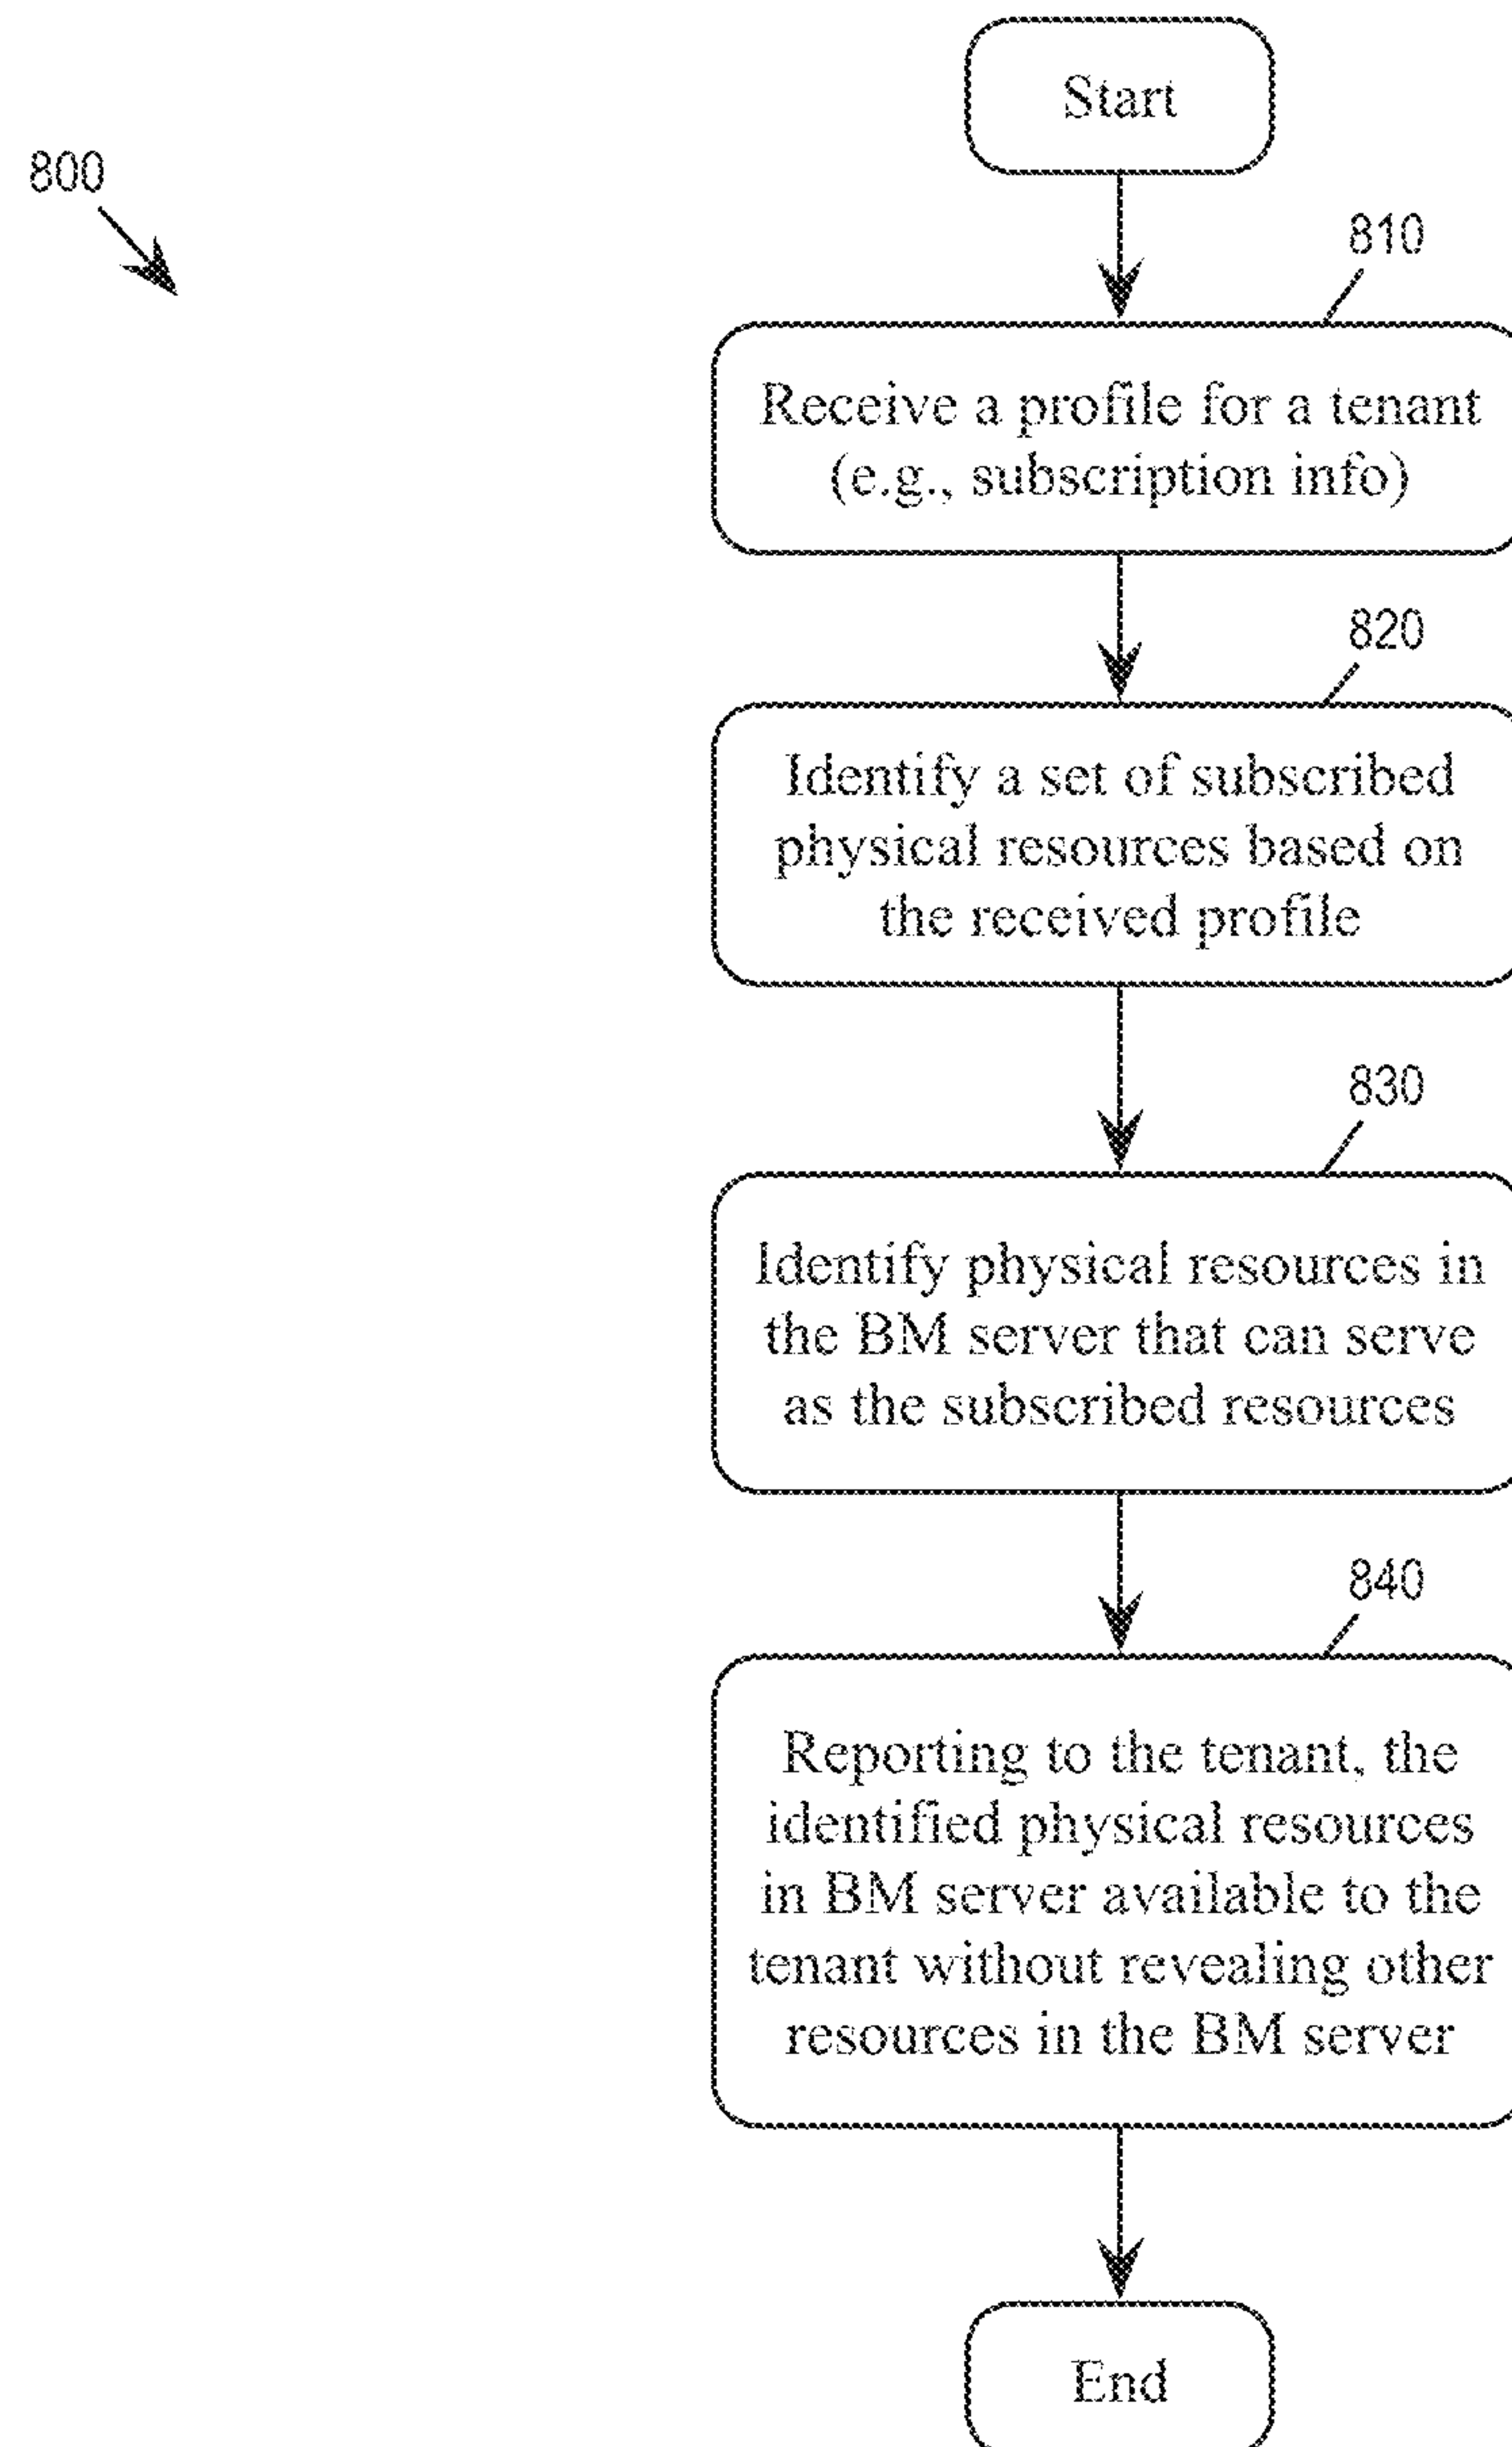 Start
800
810
Receive a profile for a tenant
(e.g., subscription info)
820
Identify a set of subscribed
physical resources based on
the received profile
830
Identify physical resources in
the BM server that can serve
as the subscribed resources
840
Reporting to the tenant, the
identified physical resources
in BM server available to the
tenant without revealing other
resources in the BM server
End